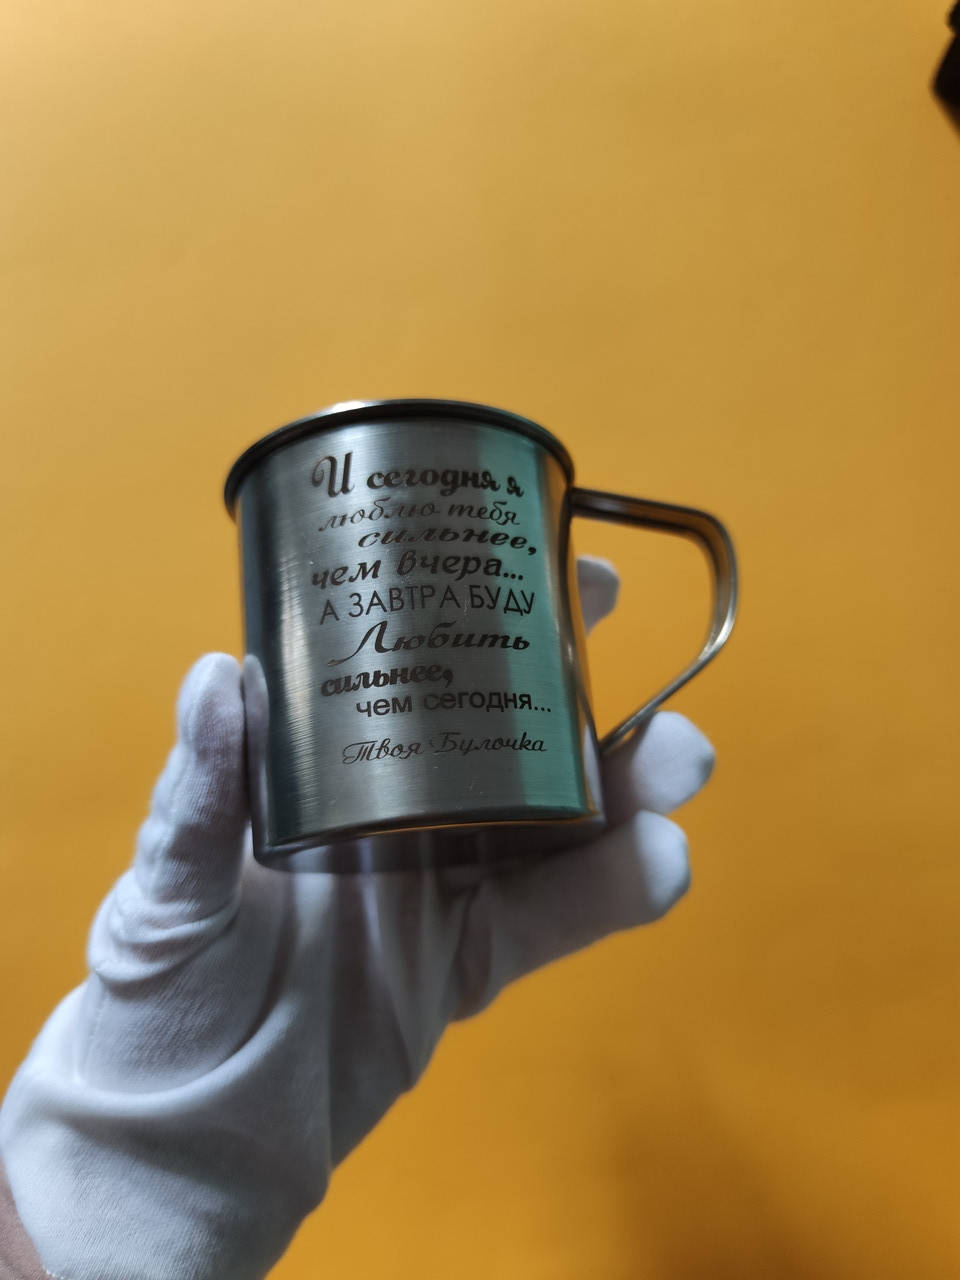 И сегодня я
люблю тебя
сильнее,
чем вчера...
А ЗАВТРА БУДУ
Любить
сильнее,
чем сегодня...
Твоя Булочка